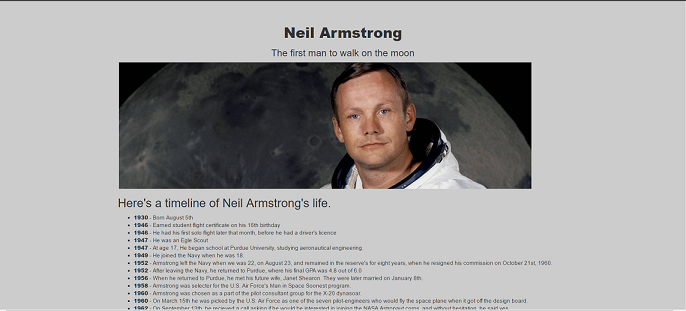 Neil Armstrong
The first man to walk on the moon
Here's a timeline of Neil Armstrong's life.
1930 - Born August 5th
1946 - Earned student flight certificate on his 16th birthday
1946 - He had his first solo flight later that month, before he had a driver's licence
1947 - He was an Egle Scout
1947 - At age 17, He began school at Purdue University, studying aeronautical engineering
1949 - He joined the Navy when he was 18.
1952 - Armstrong left the Navy when we was 22, on August 23, and remained in the reserve's for eight years, when he resigned his commission on October 21st, 1960.
1952 - After leaving the Navy, he returned to Purdue, where his final GPA was 4.8 out of 6.0
1956 - When he returned to Purdue, he met his future wife, Janet Shearon. They were later married on January 8th.
1958 - Armstrong was selecter for the U.S. Air Force's Man in Space Soonest program.
1960 - Armstrong was chosen as a part of the pilot consultant group for the X-20 dynasoar.
1960 - On March 15th he was picked by the U.S. Air Force as one of the seven pilot-engineers who would fly the space plane when it got off the design board.
1962 - On September 13th, he recieved a call asking if he would be interested in joining the NASA Astronaut corps, and without hesitation, he said yes.